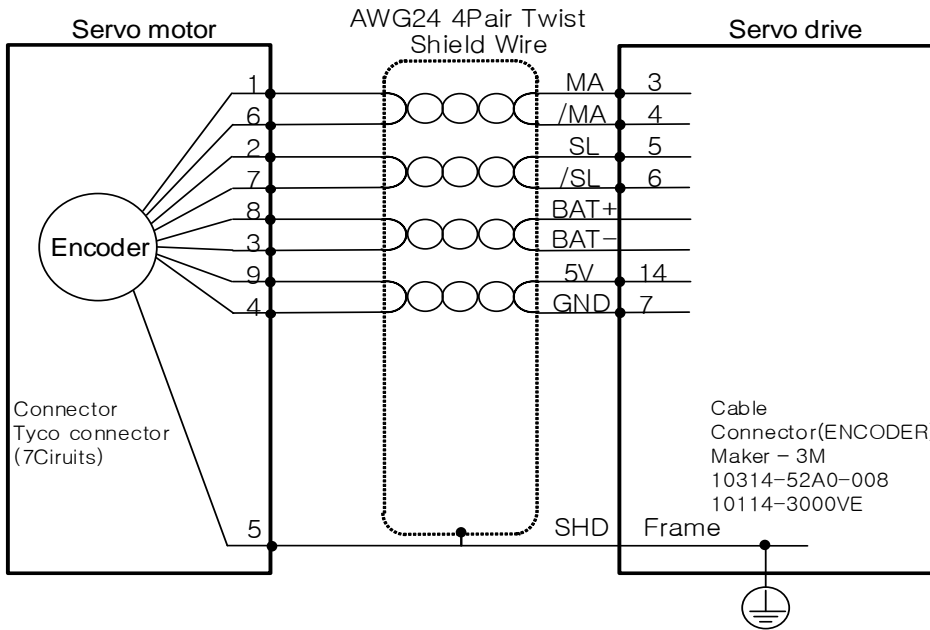 AWG24 4Pair Twist
Shield Wire
Servo motor
Servo drive
1
MA
3
6
/MA
4
2
SL
5
7
/SL
6
8
BAT+
3
BAT-
Encoder
9
5V
14
4
GND
7
Connector
Tyco connector
(7Ciruits)
Cable
Connector(ENCODER)
Maker - 3M
10314-52A0-008
10114-3000VE
5
SHD
Frame